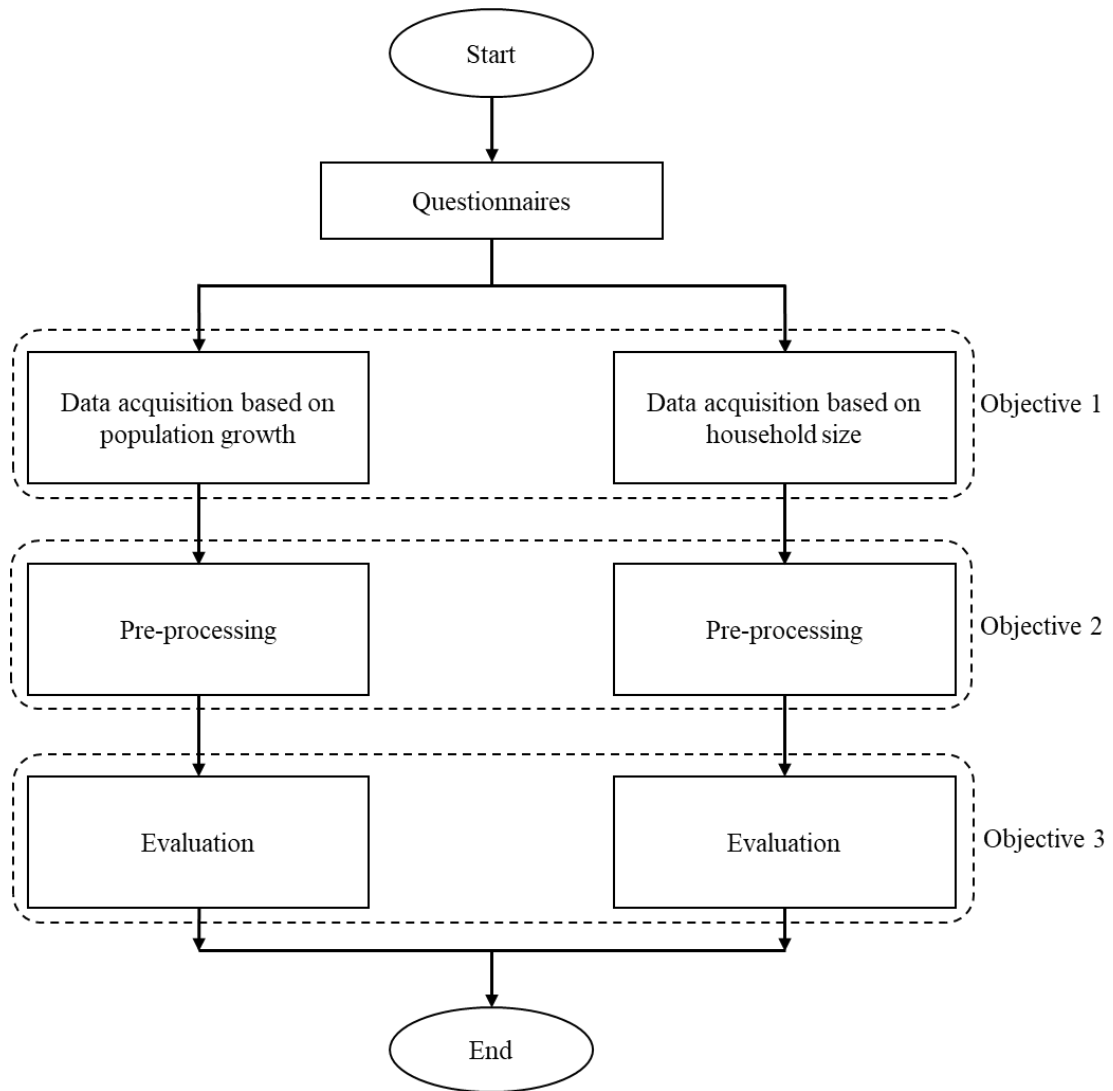 Start
Questionnaires
Data acquisition based on
population growth
Data acquisition based on
household size
Objective 1
Pre-processing
Pre-processing
Objective 2
Evaluation
Evaluation
Objective 3
End